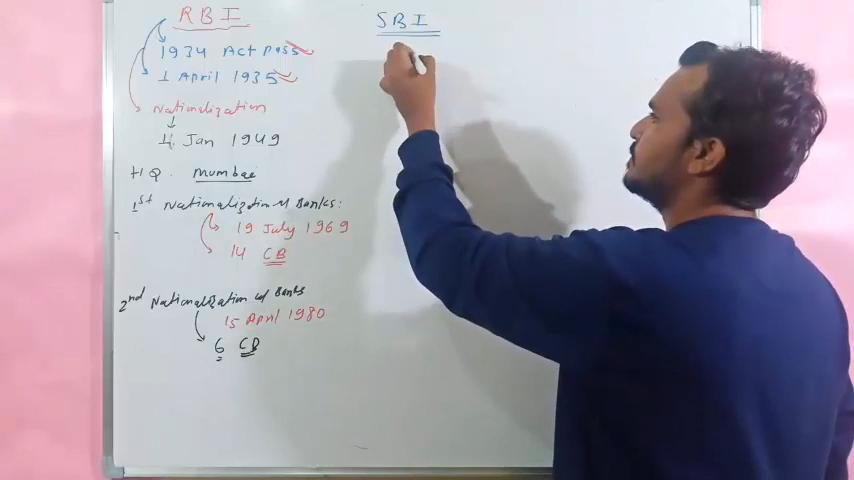 RBI
1934 Act Pass
1 April 1935
Nationalization
1 Jan 1949
HQ. Mumbai
1st Nationalization of Banks:
19 July 1969
14 CB
2nd Nationalization of Banks
15 April 1980
6 CB
SBI